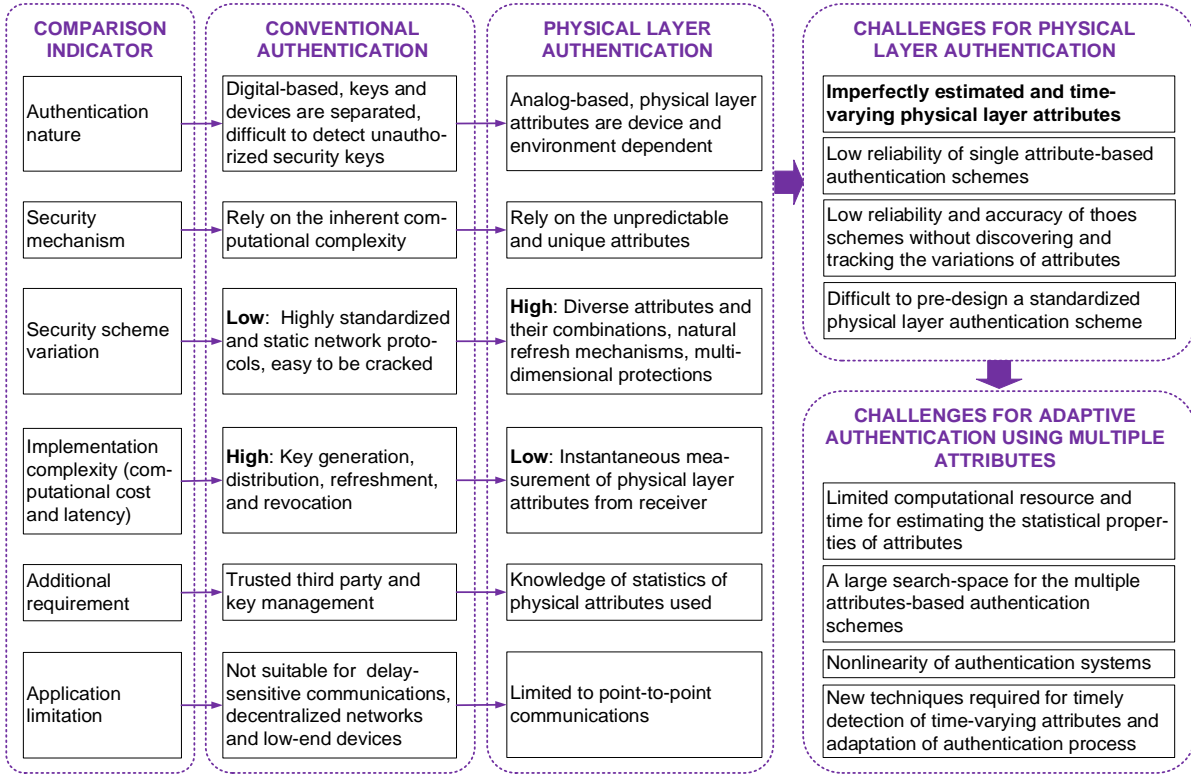 COMPARISON
INDICATOR
CONVENTIONAL
AUTHENTICATION
PHYSICAL LAYER
AUTHENTICATION
Authentication
nature
Digital-based, keys and
devices are separated,
difficult to detect unautho-
rized security keys
Analog-based, physical layer
attributes are device and
environment dependent
Security
mechanism
Rely on the inherent com-
putational complexity
Rely on the unpredictable
and unique attributes
Security scheme
variation
Low: Highly standardized
and static network proto-
cols, easy to be cracked
High: Diverse attributes and
their combinations, natural
refresh mechanisms, multi-
dimensional protections
Implementation
complexity (com-
putational cost
and latency)
High: Key generation,
distribution, refreshment,
and revocation
Low: Instantaneous mea-
surement of physical layer
attributes from receiver
Additional
requirement
Trusted third party and
key management
Knowledge of statistics of
physical attributes used
Application
limitation
Not suitable for delay-
sensitive communications,
decentralized networks
and low-end devices
Limited to point-to-point
communications
CHALLENGES FOR PHYSICAL
LAYER AUTHENTICATION
Imperfectly estimated and time-
varying physical layer attributes
Low reliability of single attribute-based
authentication schemes
Low reliability and accuracy of thoes
schemes without discovering and
tracking the variations of attributes
Difficult to pre-design a standardized
physical layer authentication scheme
CHALLENGES FOR ADAPTIVE
AUTHENTICATION USING MULTIPLE
ATTRIBUTES
Limited computational resource and
time for estimating the statistical proper-
ties of attributes
A large search-space for the multiple
attributes-based authentication
schemes
Nonlinearity of authentication systems
New techniques required for timely
detection of time-varying attributes and
adaptation of authentication process